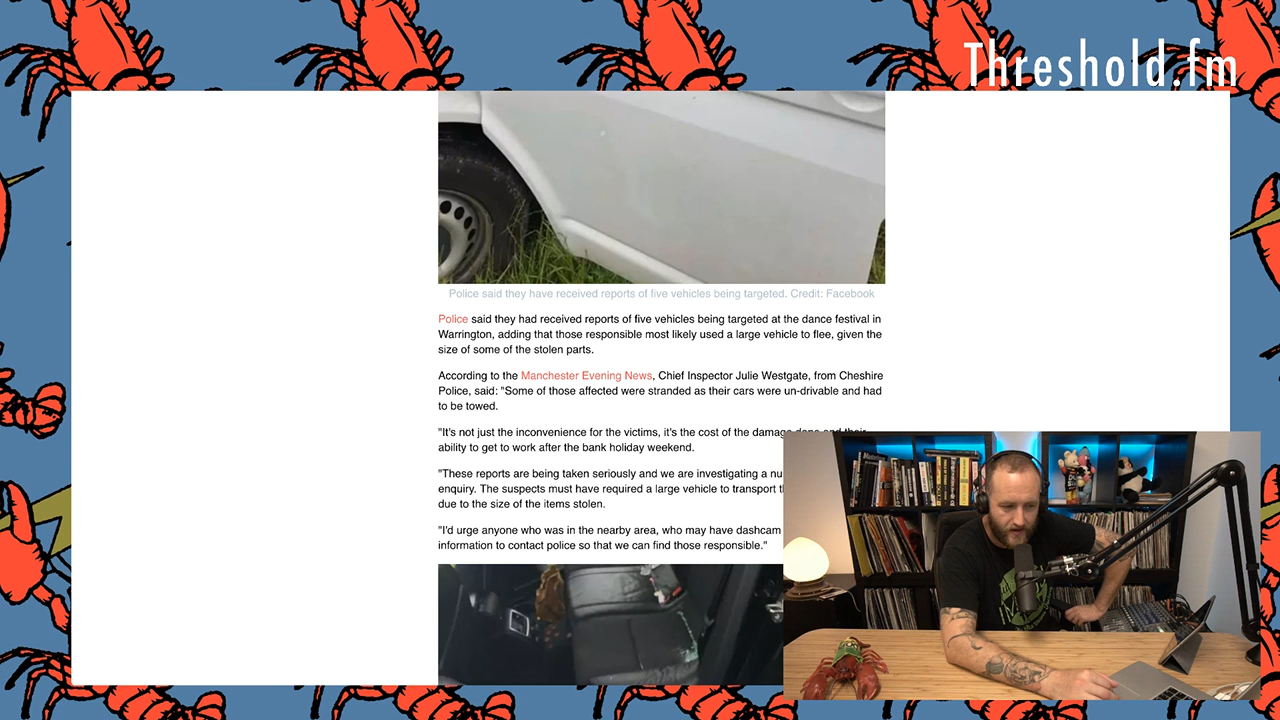 Threshold.fm
Police said they have received reports of five vehicles being targeted. Credit: Facebook
Police said they had received reports of five vehicles being targeted at the dance festival in
Warrington, adding that those responsible most likely used a large vehicle to flee, given the
size of some of the stolen parts.
According to the Manchester Evening News, Chief Inspector Julie Westgate, from Cheshire
Police, said: "Some of those affected were stranded as their cars were un-drivable and had
to be towed.
"It's not just the inconvenience for the victims, it's the cost of the damage done and their
ability to get to work after the bank holiday weekend.
"These reports are being taken seriously and we are investigating a nu
enquiry. The suspects must have required a large vehicle to transport t
due to the size of the items stolen.
"I'd urge anyone who was in the nearby area, who may have dashcam
information to contact police so that we can find those responsible."